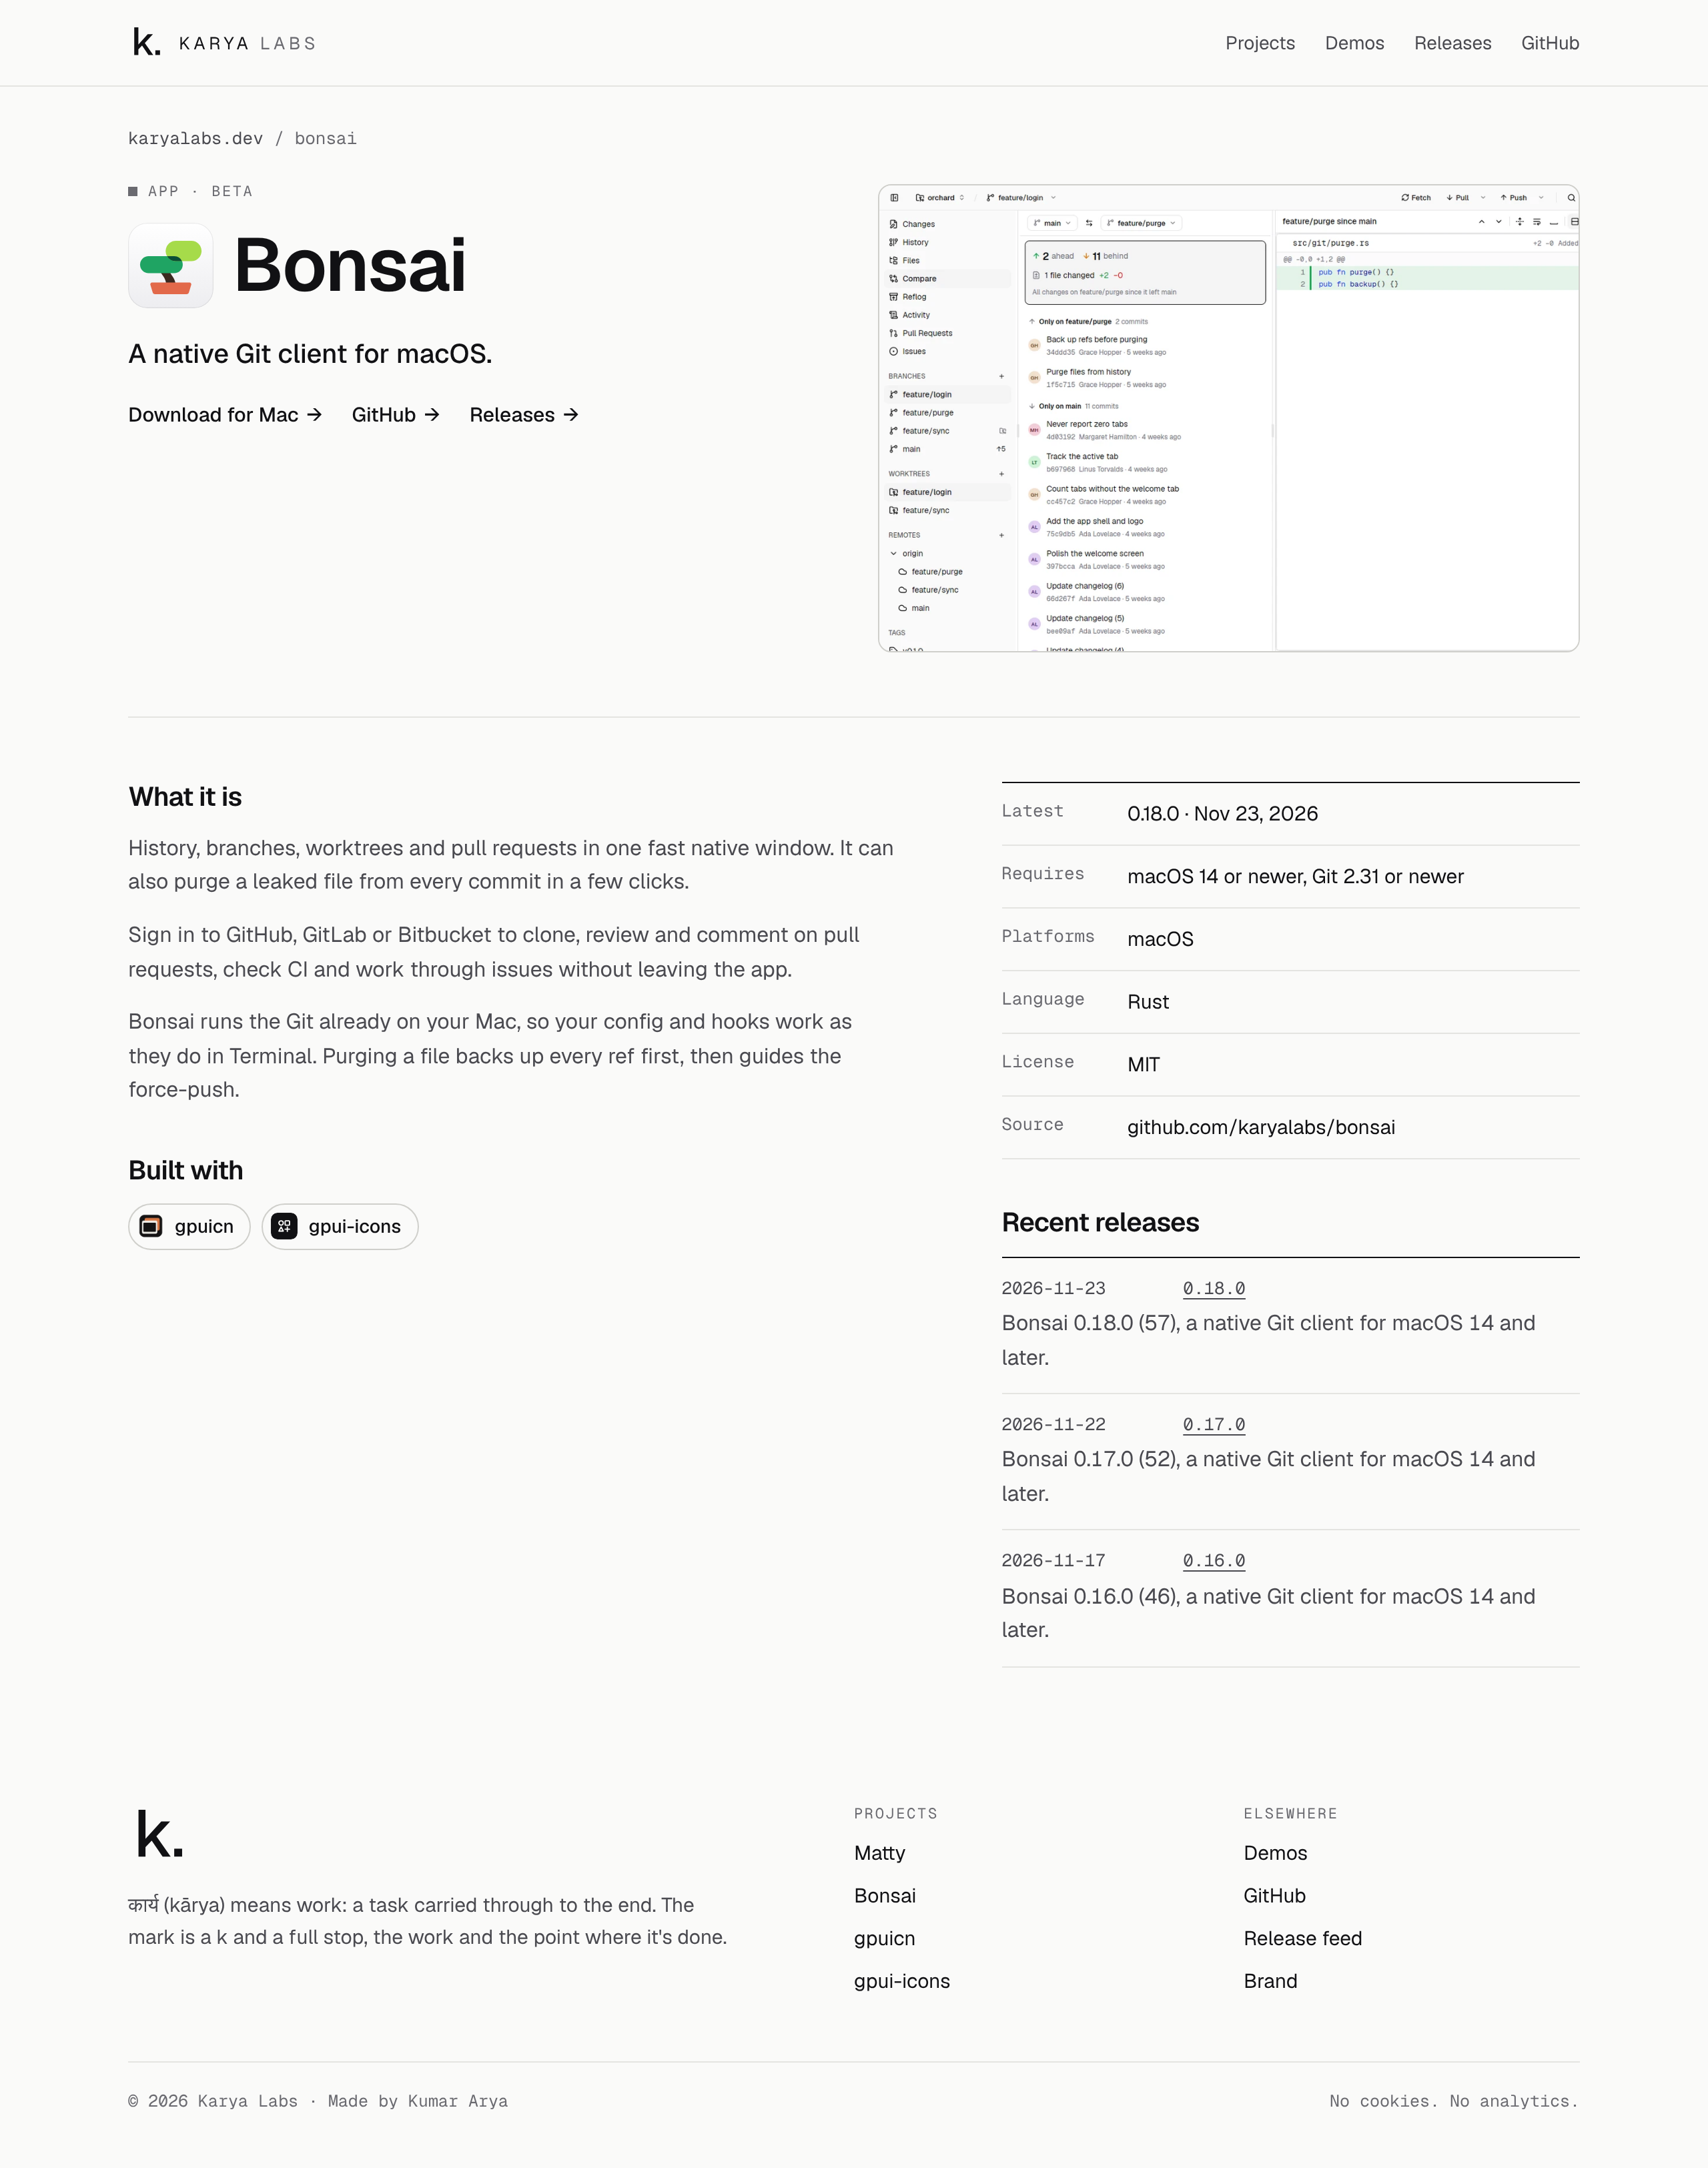 k. KARYA LABS
Projects Demos Releases GitHub
karyalabs.dev / bonsai
APP · BETA
Bonsai
A native Git client for macOS.
Download for Mac → GitHub → Releases →
orchard / feature/login
Fetch Pull Push
Changes
History
Files
Compare
Reflog
Activity
Pull Requests
Issues
BRANCHES +
feature/login
feature/purge
feature/sync
main ↑5
WORKTREES +
feature/login
feature/sync
REMOTES +
origin
feature/purge
feature/sync
main
TAGS
v0.1.0
main feature/purge
↑ 2 ahead ↓ 11 behind
1 file changed +2 −0
All changes on feature/purge since it left main
↑ Only on feature/purge 2 commits
GH Back up refs before purging
34ddd35 Grace Hopper · 5 weeks ago
GH Purge files from history
1f5c715 Grace Hopper · 5 weeks ago
↓ Only on main 11 commits
MH Never report zero tabs
4d03192 Margaret Hamilton · 4 weeks ago
LT Track the active tab
b697968 Linus Torvalds · 4 weeks ago
GH Count tabs without the welcome tab
cc457c2 Grace Hopper · 4 weeks ago
AL Add the app shell and logo
75c9db5 Ada Lovelace · 4 weeks ago
AL Polish the welcome screen
397bcca Ada Lovelace · 5 weeks ago
AL Update changelog (6)
66d267f Ada Lovelace · 5 weeks ago
AL Update changelog (5)
bee09af Ada Lovelace · 5 weeks ago
Update changelog (4)
feature/purge since main
src/git/purge.rs +2 −0 Added
@@ -0,0 +1,2 @@
1 pub fn purge() {}
2 pub fn backup() {}
What it is
History, branches, worktrees and pull requests in one fast native window. It can
also purge a leaked file from every commit in a few clicks.
Sign in to GitHub, GitLab or Bitbucket to clone, review and comment on pull
requests, check CI and work through issues without leaving the app.
Bonsai runs the Git already on your Mac, so your config and hooks work as
they do in Terminal. Purging a file backs up every ref first, then guides the
force-push.
Built with
gpuicn gpui-icons
Latest 0.18.0 · Nov 23, 2026
Requires macOS 14 or newer, Git 2.31 or newer
Platforms macOS
Language Rust
License MIT
Source github.com/karyalabs/bonsai
Recent releases
2026-11-23 0.18.0
Bonsai 0.18.0 (57), a native Git client for macOS 14 and
later.
2026-11-22 0.17.0
Bonsai 0.17.0 (52), a native Git client for macOS 14 and
later.
2026-11-17 0.16.0
Bonsai 0.16.0 (46), a native Git client for macOS 14 and
later.
k.
कार्य (kārya) means work: a task carried through to the end. The
mark is a k and a full stop, the work and the point where it's done.
PROJECTS
Matty
Bonsai
gpuicn
gpui-icons
ELSEWHERE
Demos
GitHub
Release feed
Brand
© 2026 Karya Labs · Made by Kumar Arya
No cookies. No analytics.